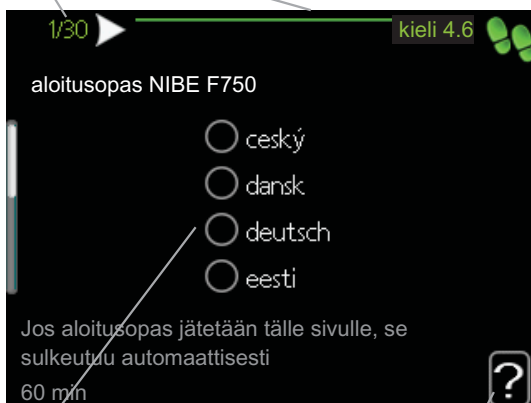 1/30
kieli 4.6
aloitusopas NIBE F750
ceský
dansk
deutsch
eesti
Jos aloitusopas jätetään tälle sivulle, se
sulkeutuu automaattisesti
60 min
?